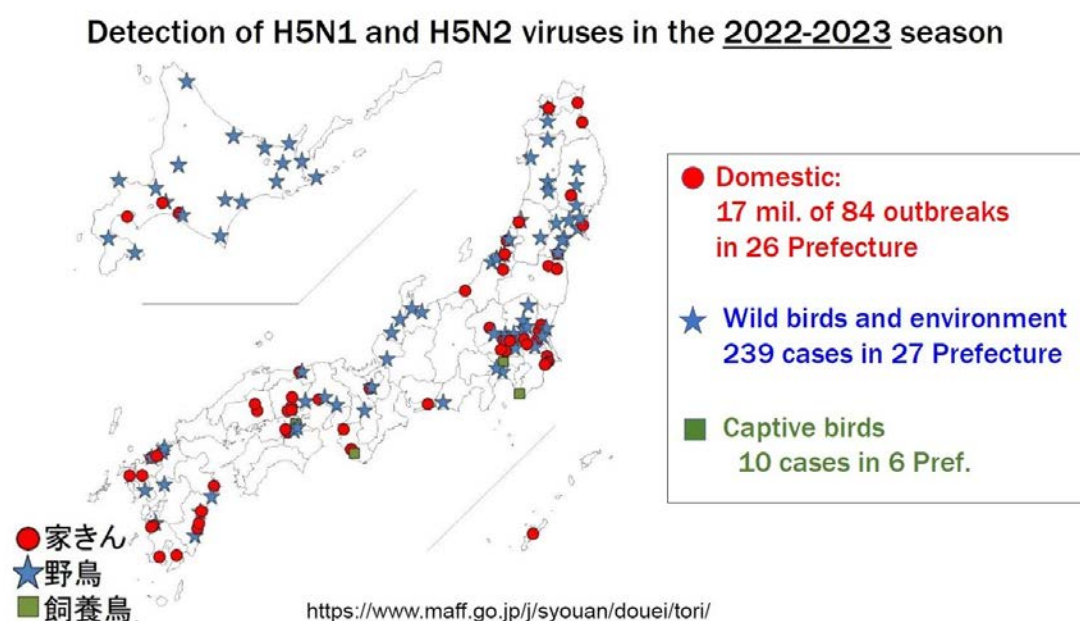 Detection of H5N1 and H5N2 viruses in the 2022-2023 season
Domestic:
17 mil. of 84 outbreaks
in 26 Prefecture
Wild birds and environment
239 cases in 27 Prefecture
Captive birds
10 cases in 6 Pref.
家きん
野鳥
飼養鳥
https://www.maff.go.jp/j/syouan/douei/tori/